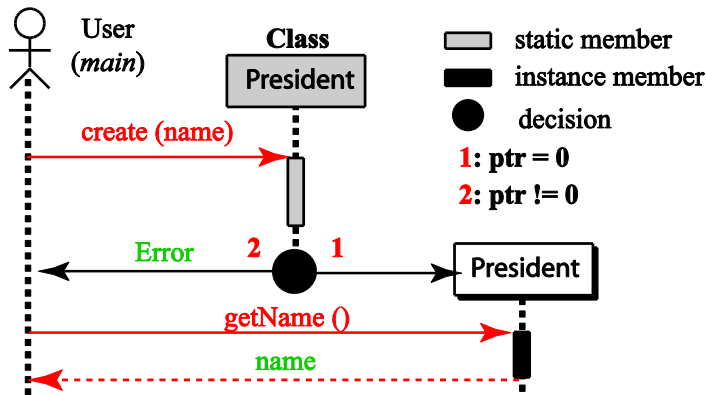 User
(main)
Class
President
static member
instance member
decision
1: ptr = 0
2: ptr != 0
create (name)
Error
2
1
President
getName ()
name